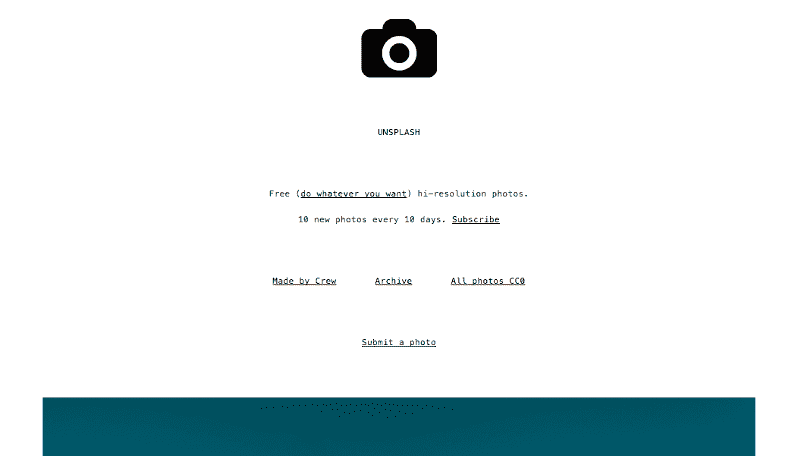 UNSPLASH
Free (do whatever you want) hi-resolution photos.
10 new photos every 10 days. Subscribe
Made by Crew Archive All photos CC0
Submit a photo